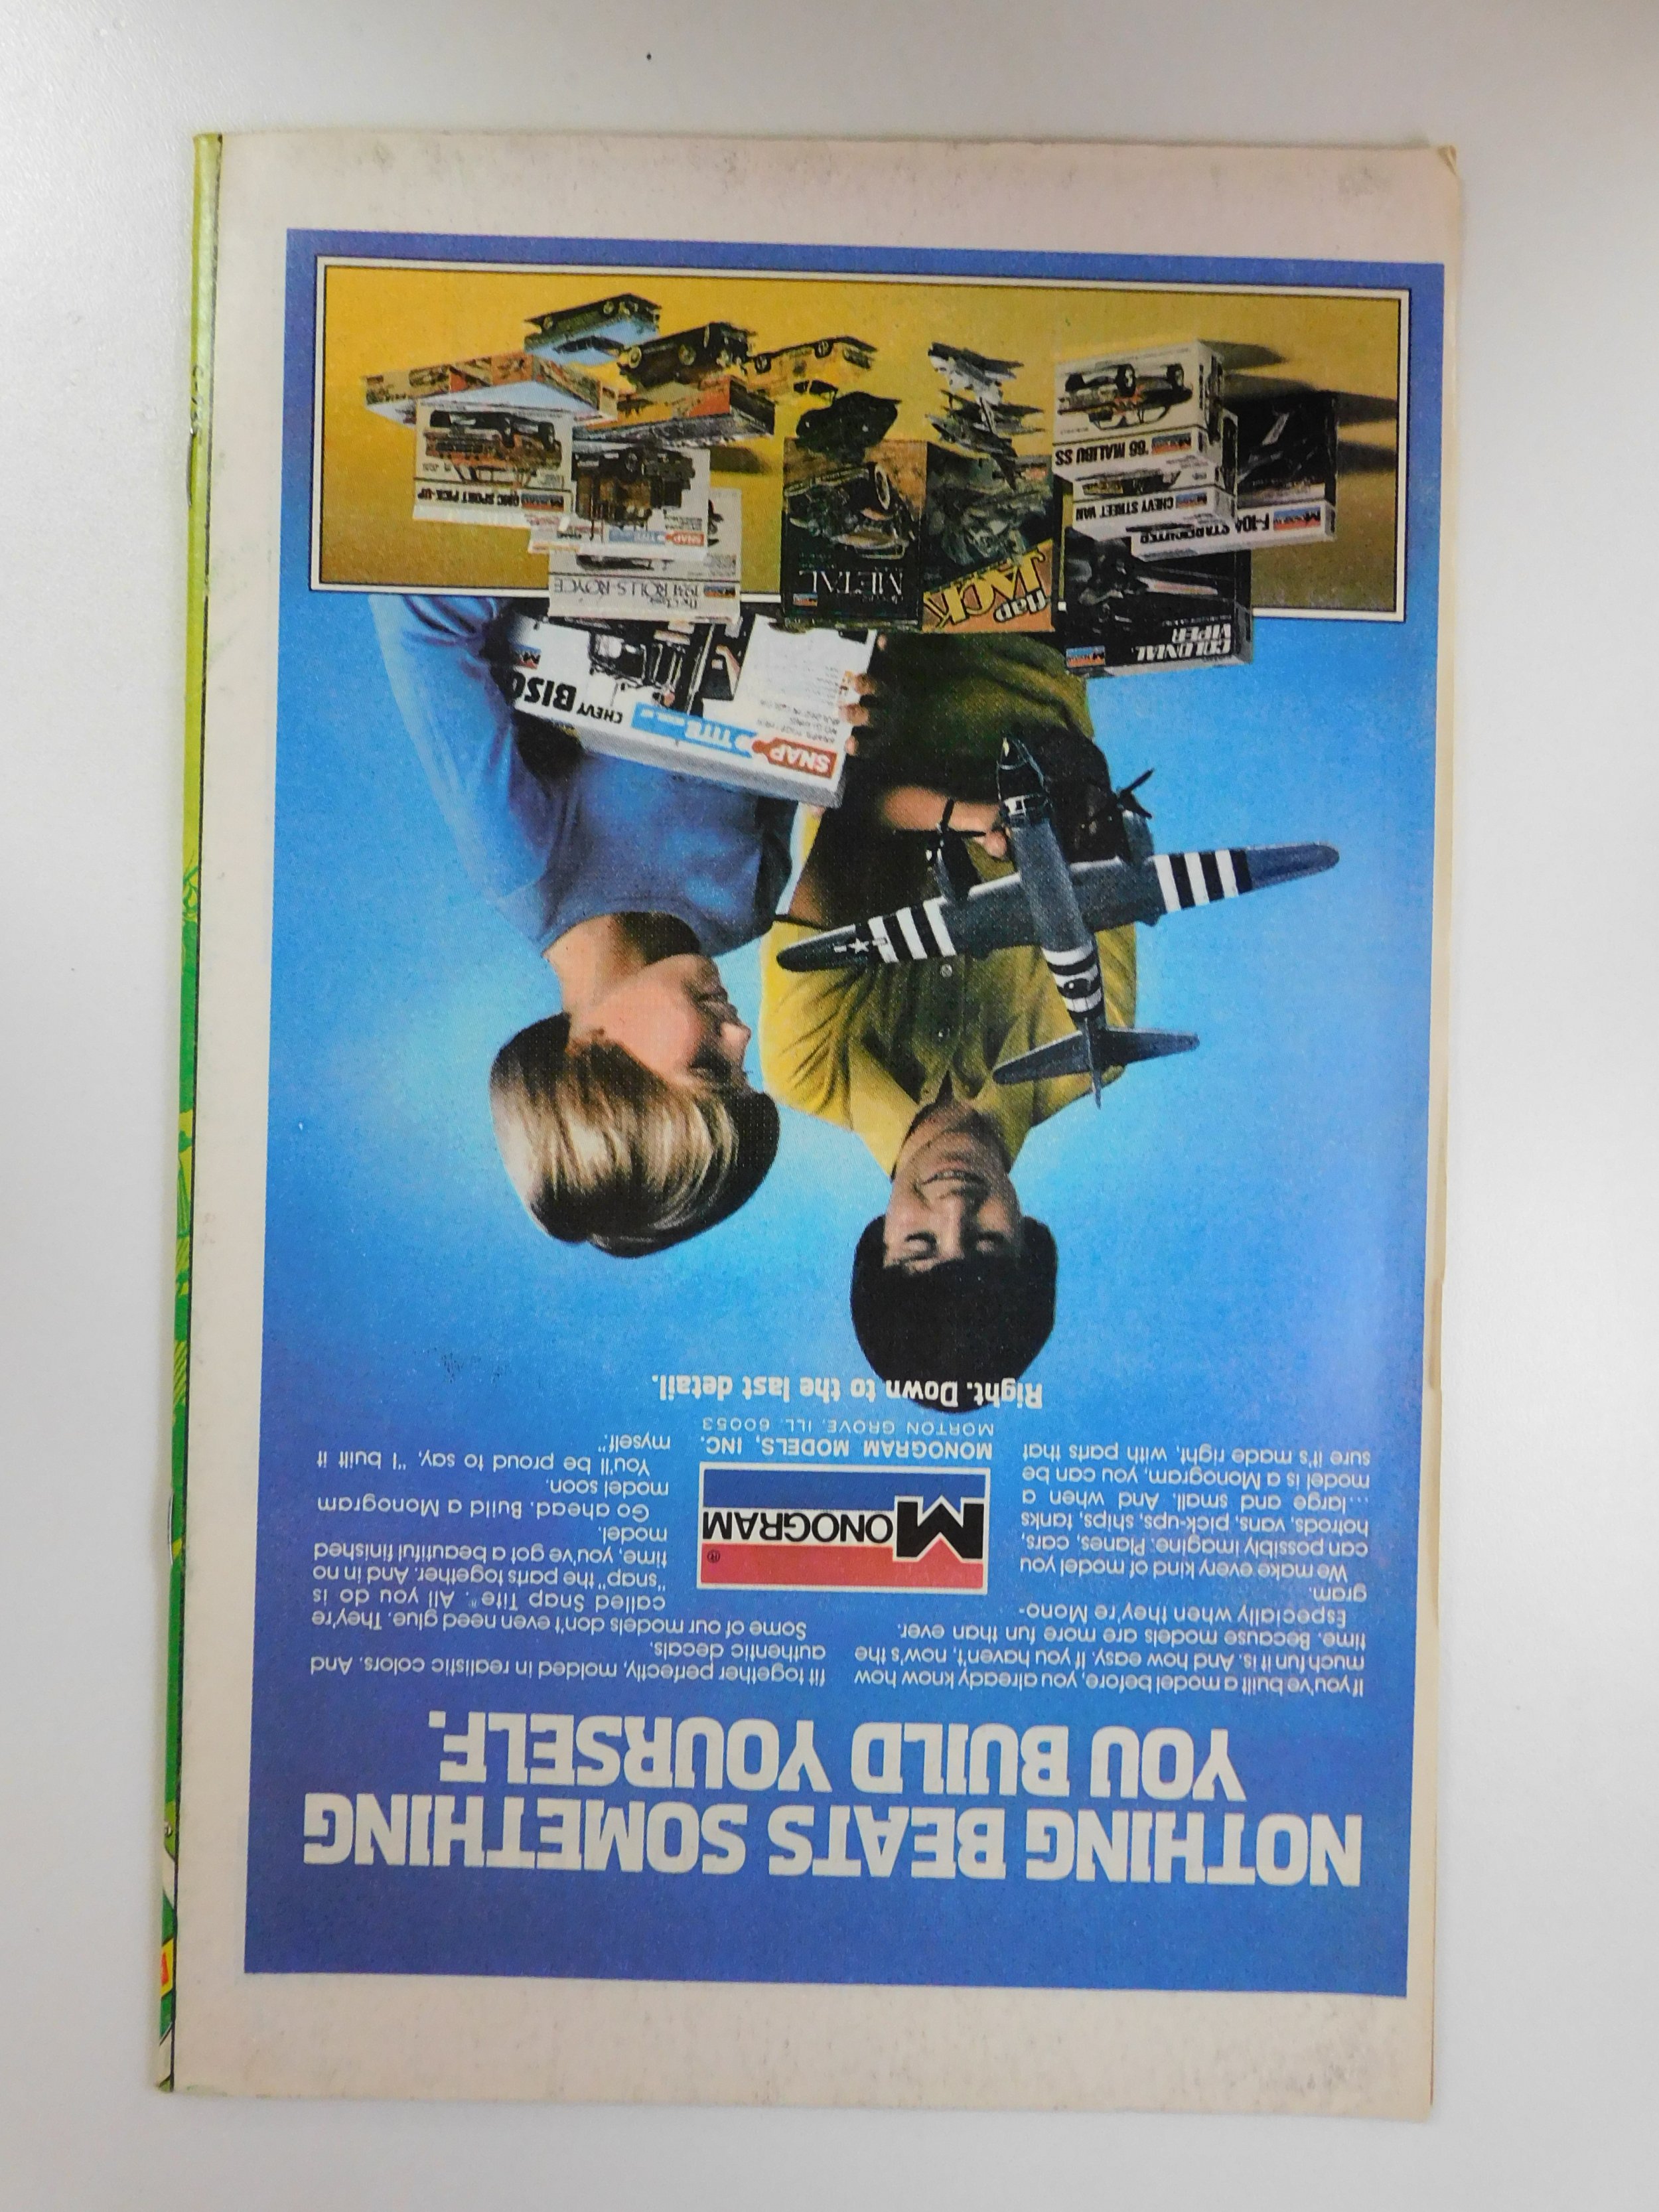 NOTHING BEATS SOMETHING
YOU BUILD YOURSELF.
If you've built a model before, you already know how
much fun it is. And how easy. If you haven't, now's the
time. Because models are more fun than ever.
Especially when they're Mono-
gram.
We make every kind of model you
can possibly imagine. Planes, cars,
hotrods, vans, pick-ups, ships, tanks
...large and small. And when a
model is a Monogram, you can be
sure it's made right, with parts that
fit together perfectly, molded in realistic colors. And
authentic decals.
Some of our models don't even need glue. They're
called Snap Tite®. All you do is
"snap" the parts together. And in no
time, you've got a beautiful finished
model.
Go ahead. Build a Monogram
model soon.
You'll be proud to say, "I built it
myself."
MONOGRAM ®
MONOGRAM MODELS, INC.
MORTON GROVE, ILL. 60053
Right. Down to the last detail.
SNAP TITE
CHEVY BISO
COLONIAL
VIPER
F-104 STARFIGHTER
CHEVY STREET VAN
'66 MALIBU SS
flap
JACK
METAL
The Classic
1931 ROLLS-ROYCE
SNAP TITE
GMC SPORT PICK-UP